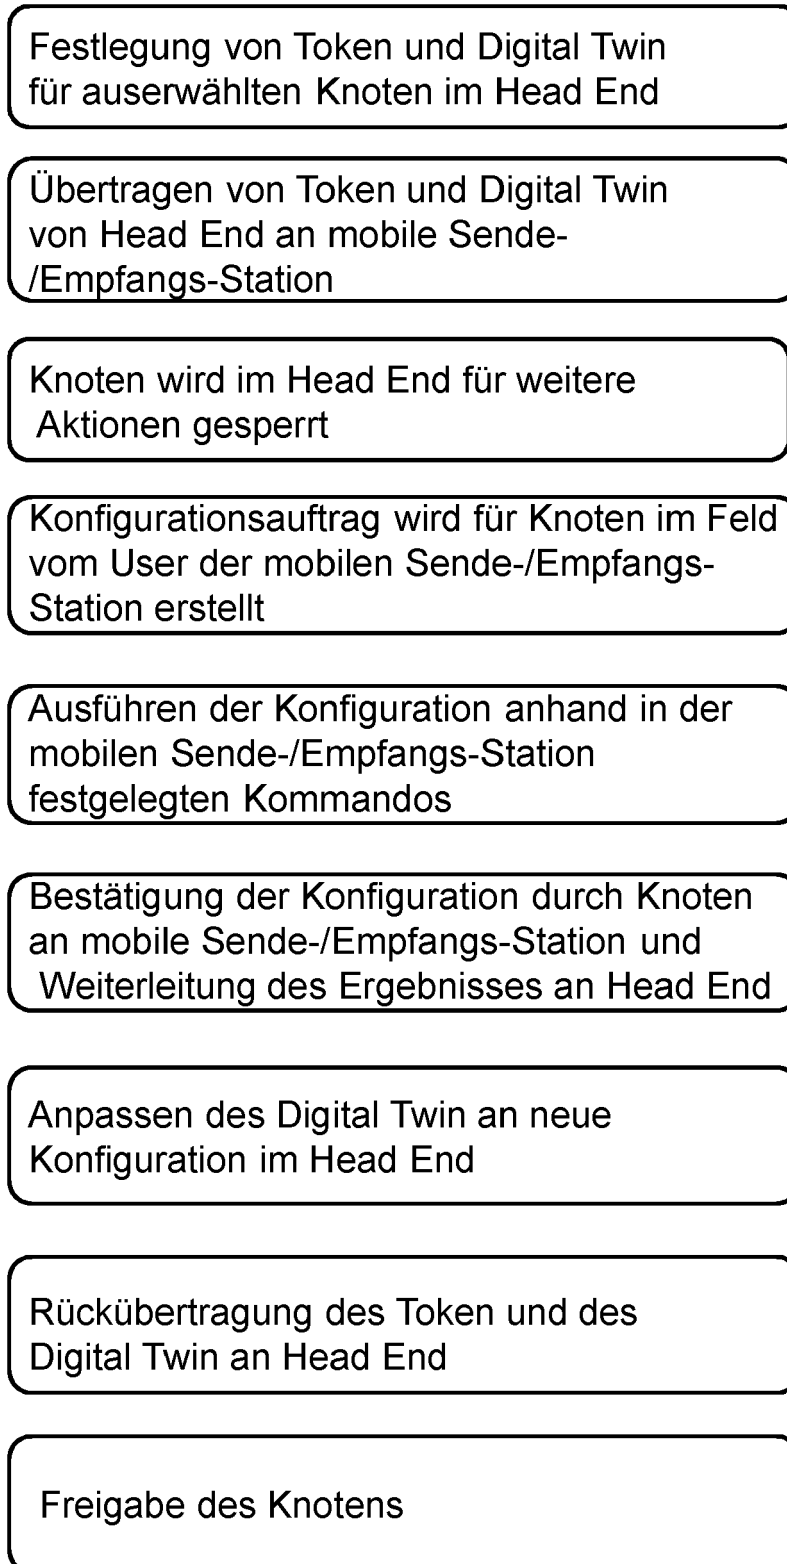 Festlegung von Token und Digital Twin
für auserwählten Knoten im Head End
Übertragen von Token und Digital Twin
von Head End an mobile Sende-
/Empfangs-Station
Knoten wird im Head End für weitere
Aktionen gesperrt
Konfigurationsauftrag wird für Knoten im Feld
vom User der mobilen Sende-/Empfangs-
Station erstellt
Ausführen der Konfiguration anhand in der
mobilen Sende-/Empfangs-Station
festgelegten Kommandos
Bestätigung der Konfiguration durch Knoten
an mobile Sende-/Empfangs-Station und
Weiterleitung des Ergebnisses an Head End
Anpassen des Digital Twin an neue
Konfiguration im Head End
Rückübertragung des Token und des
Digital Twin an Head End
Freigabe des Knotens